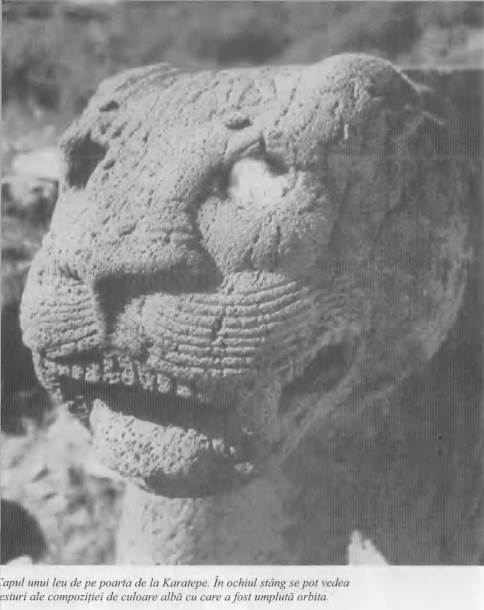 Capul unui leu de pe poarta de la Karatepe. În ochiul stâng se pot vedea
resturi ale compoziției de culoare albă cu care a fost umplută orbita.